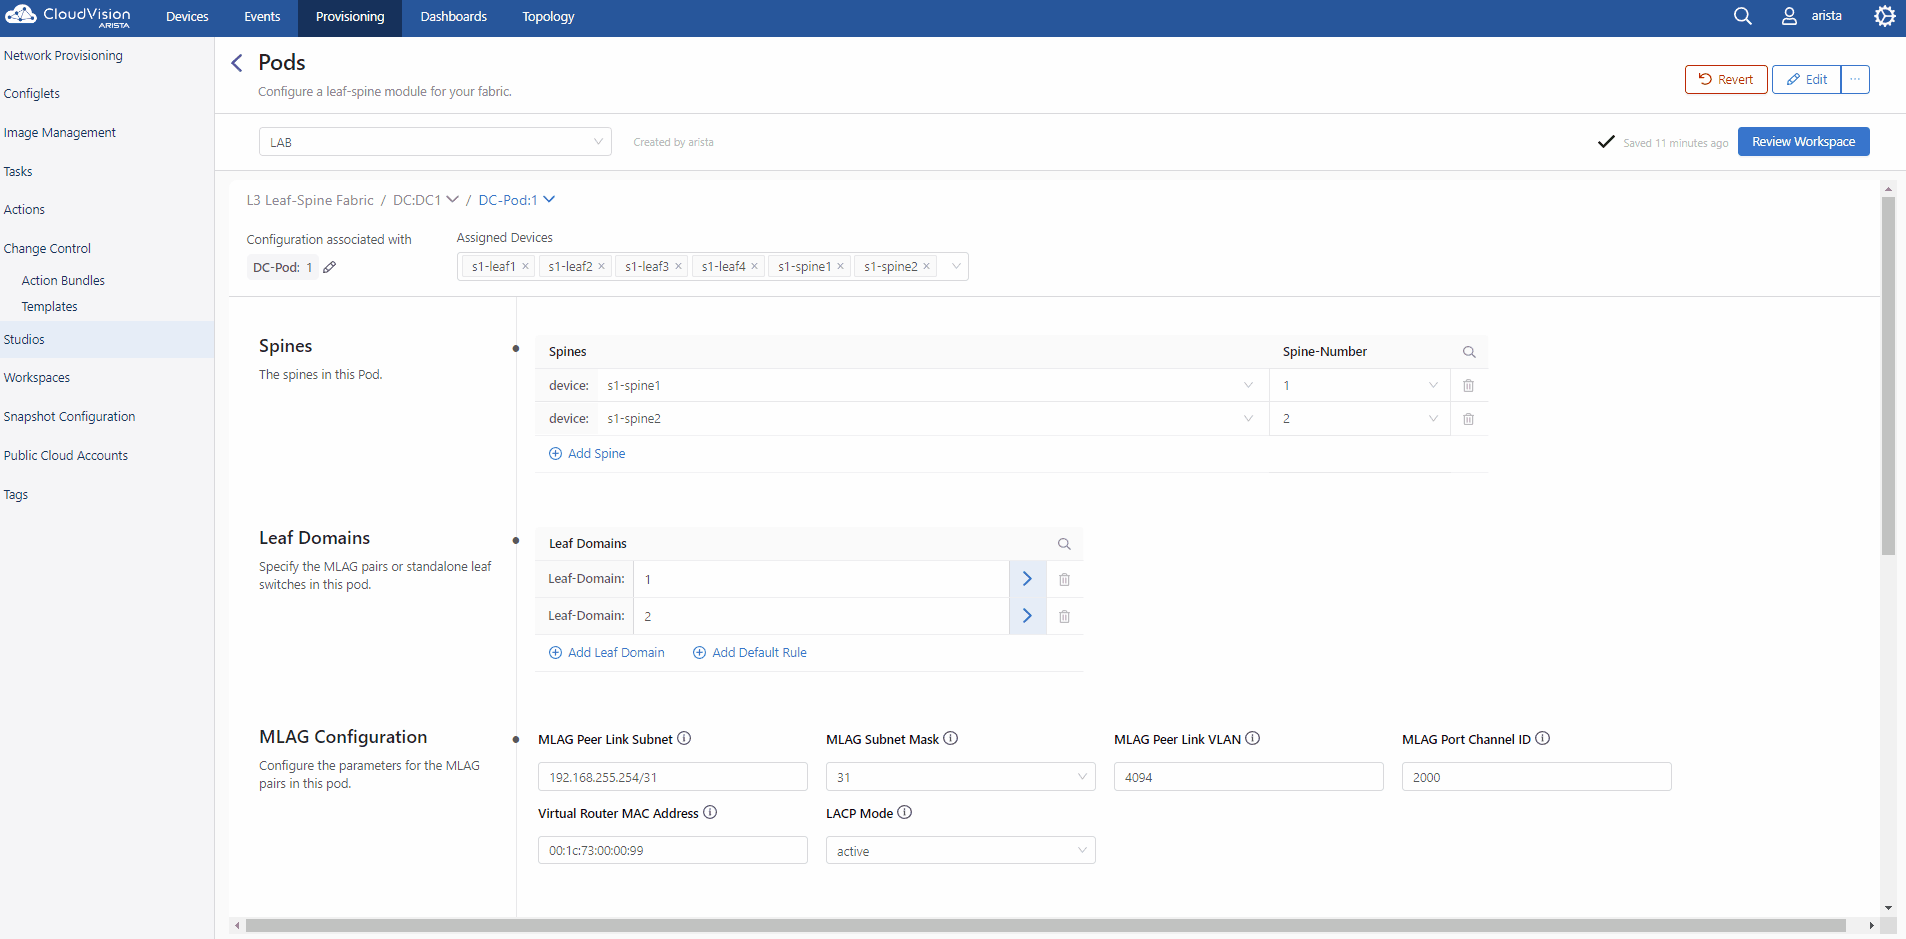 CloudVision
ARISTA
Devices
Events
Provisioning
Dashboards
Topology
arista
Network Provisioning
Configlets
Image Management
Tasks
Actions
Change Control
Action Bundles
Templates
Studios
Workspaces
Snapshot Configuration
Public Cloud Accounts
Tags
Pods
Configure a leaf-spine module for your fabric.
Revert
Edit
...
LAB
Created by arista
Saved 11 minutes ago
Review Workspace
L3 Leaf-Spine Fabric / DC:DC1 / DC-Pod:1
Configuration associated with
DC-Pod: 1
Assigned Devices
s1-leaf1 × s1-leaf2 × s1-leaf3 × s1-leaf4 × s1-spine1 × s1-spine2 ×
Spines
The spines in this Pod.
Spines Spine-Number
device: s1-spine1 1
device: s1-spine2 2
Add Spine
Leaf Domains
Specify the MLAG pairs or standalone leaf
switches in this pod.
Leaf Domains
Leaf-Domain: 1
Leaf-Domain: 2
Add Leaf Domain Add Default Rule
MLAG Configuration
Configure the parameters for the MLAG
pairs in this pod.
MLAG Peer Link Subnet MLAG Subnet Mask MLAG Peer Link VLAN MLAG Port Channel ID
192.168.255.254/31 31 4094 2000
Virtual Router MAC Address LACP Mode
00:1c:73:00:00:99 active